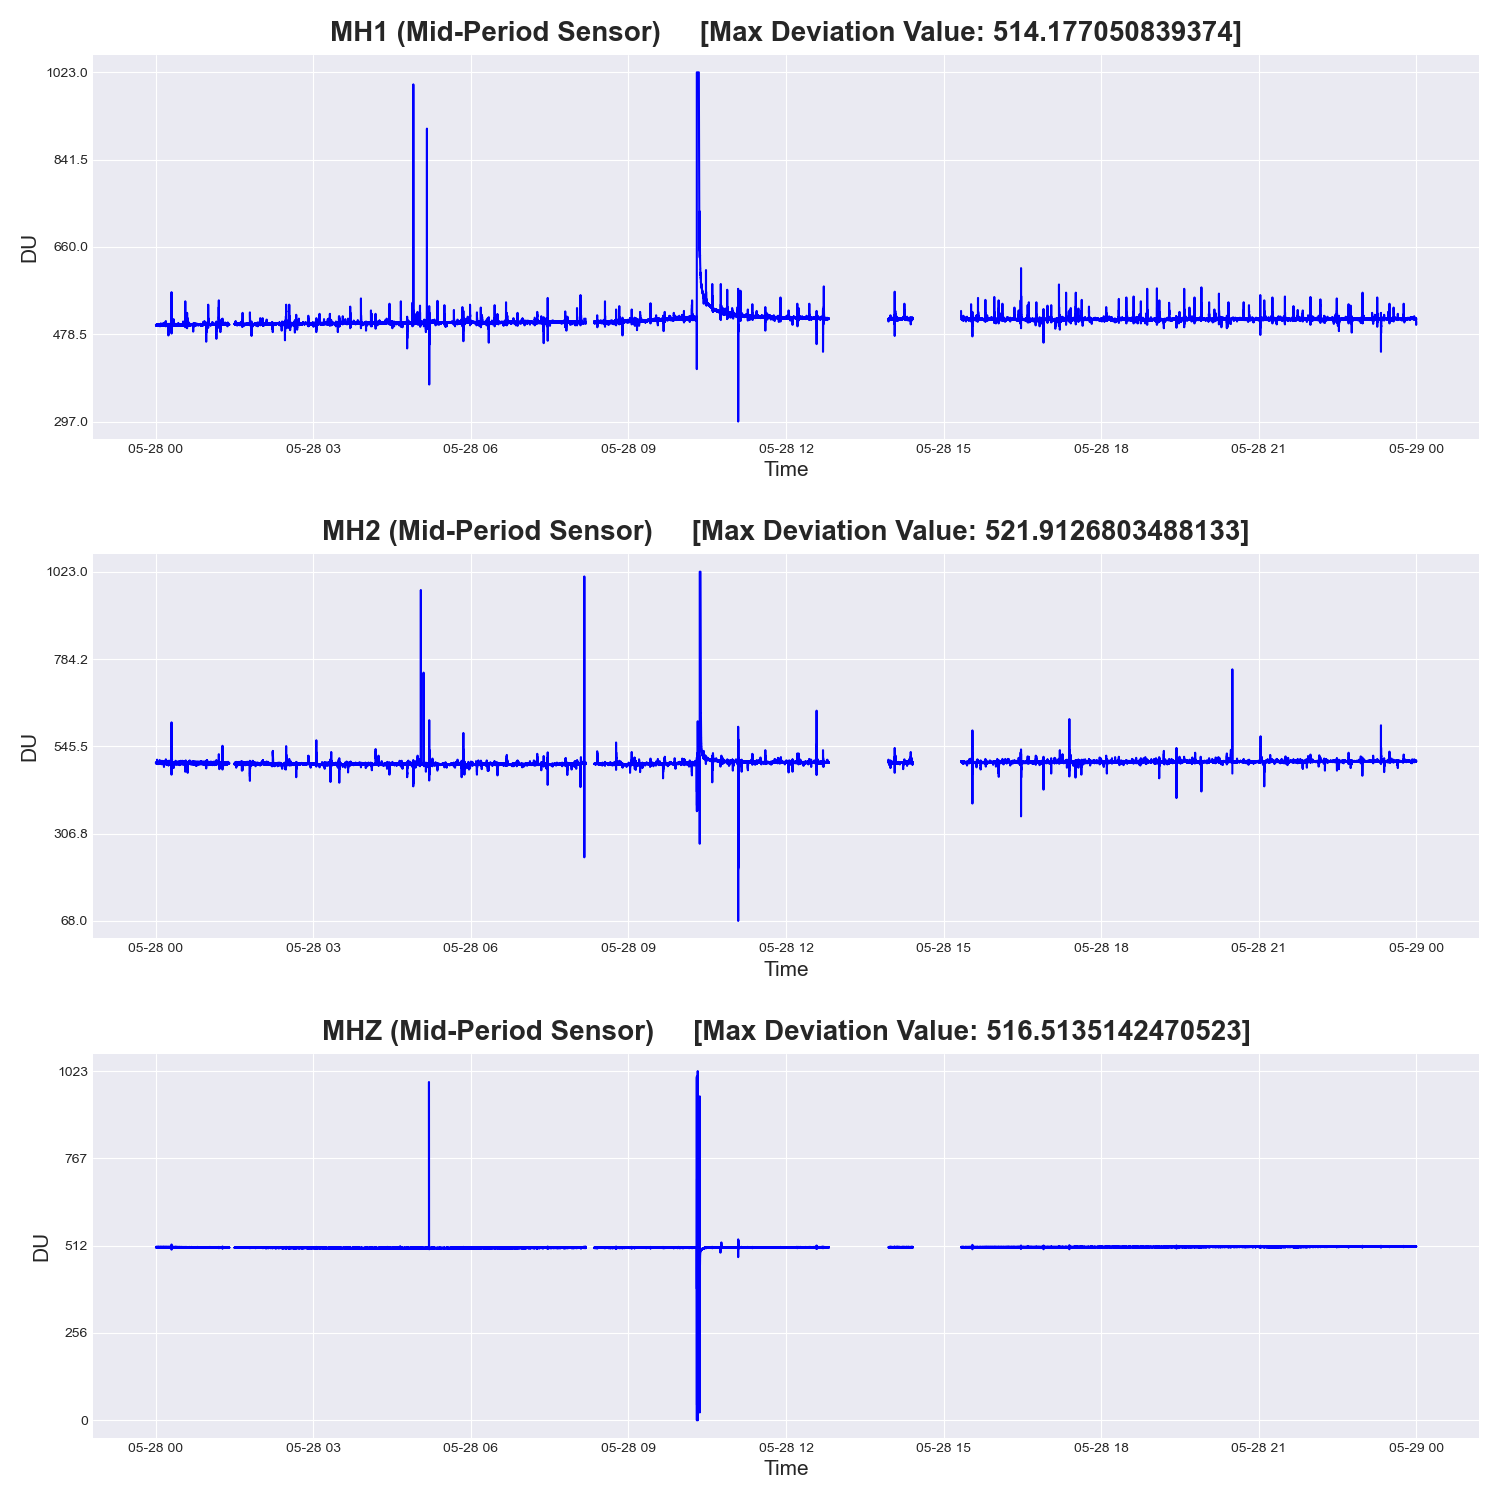 MH1 (Mid-Period Sensor) [Max Deviation Value: 514.177050839374]
1023.0
841.5
660.0
478.5
297.0
DU
05-28 00 05-28 03 05-28 06 05-28 09 05-28 12 05-28 15 05-28 18 05-28 21 05-29 00
Time
MH2 (Mid-Period Sensor) [Max Deviation Value: 521.9126803488133]
1023.0
784.2
545.5
306.8
68.0
DU
05-28 00 05-28 03 05-28 06 05-28 09 05-28 12 05-28 15 05-28 18 05-28 21 05-29 00
Time
MHZ (Mid-Period Sensor) [Max Deviation Value: 516.5135142470523]
1023
767
512
256
0
DU
05-28 00 05-28 03 05-28 06 05-28 09 05-28 12 05-28 15 05-28 18 05-28 21 05-29 00
Time